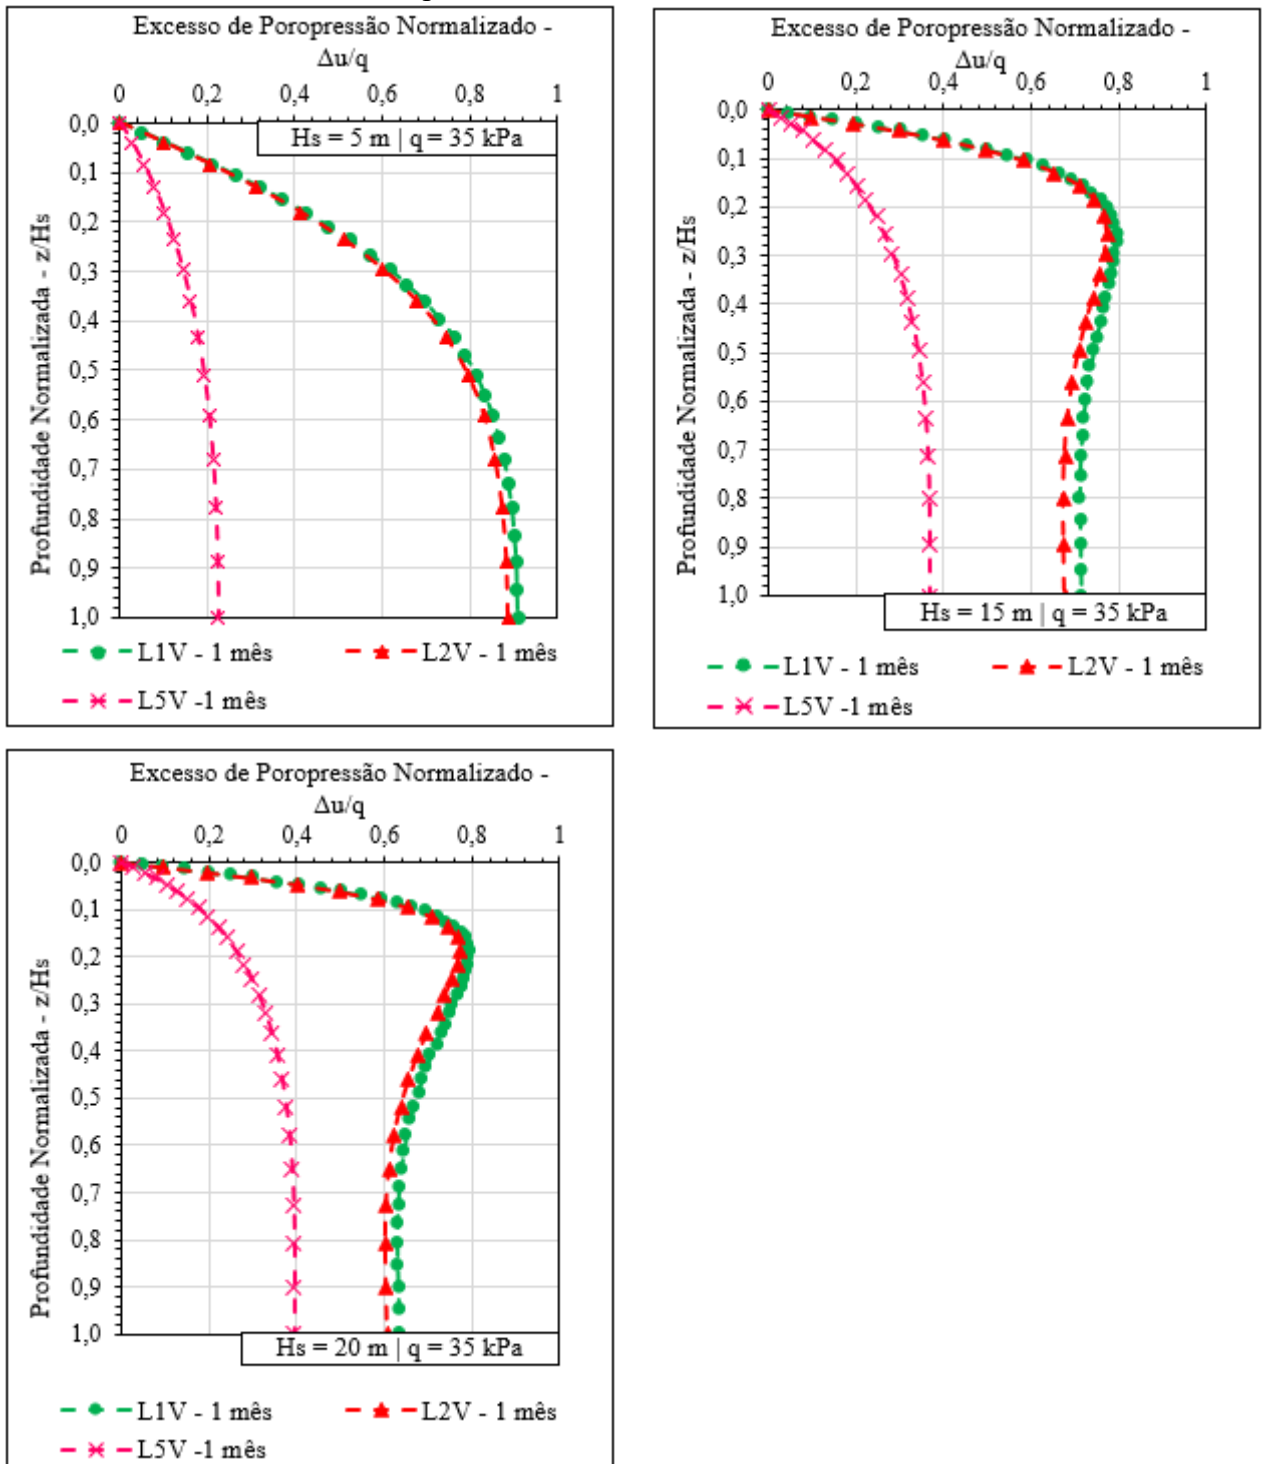 Excesso de Poropressão Normalizado -
Δu/q
0 0,2 0,4 0,6 0,8 1
Hs = 5 m | q = 35 kPa
Profundidade Normalizada - z/Hs
0,0
0,1
0,2
0,3
0,4
0,5
0,6
0,7
0,8
0,9
1,0
L1V - 1 mês L2V - 1 mês
L5V -1 mês
Excesso de Poropressão Normalizado -
Δu/q
0 0,2 0,4 0,6 0,8 1
Profundidade Normalizada - z/Hs
0,0
0,1
0,2
0,3
0,4
0,5
0,6
0,7
0,8
0,9
1,0
Hs = 15 m | q = 35 kPa
L1V - 1 mês L2V - 1 mês
L5V -1 mês
Excesso de Poropressão Normalizado -
Δu/q
0 0,2 0,4 0,6 0,8 1
Profundidade Normalizada - z/Hs
0,0
0,1
0,2
0,3
0,4
0,5
0,6
0,7
0,8
0,9
1,0
Hs = 20 m | q = 35 kPa
L1V - 1 mês L2V - 1 mês
L5V -1 mês